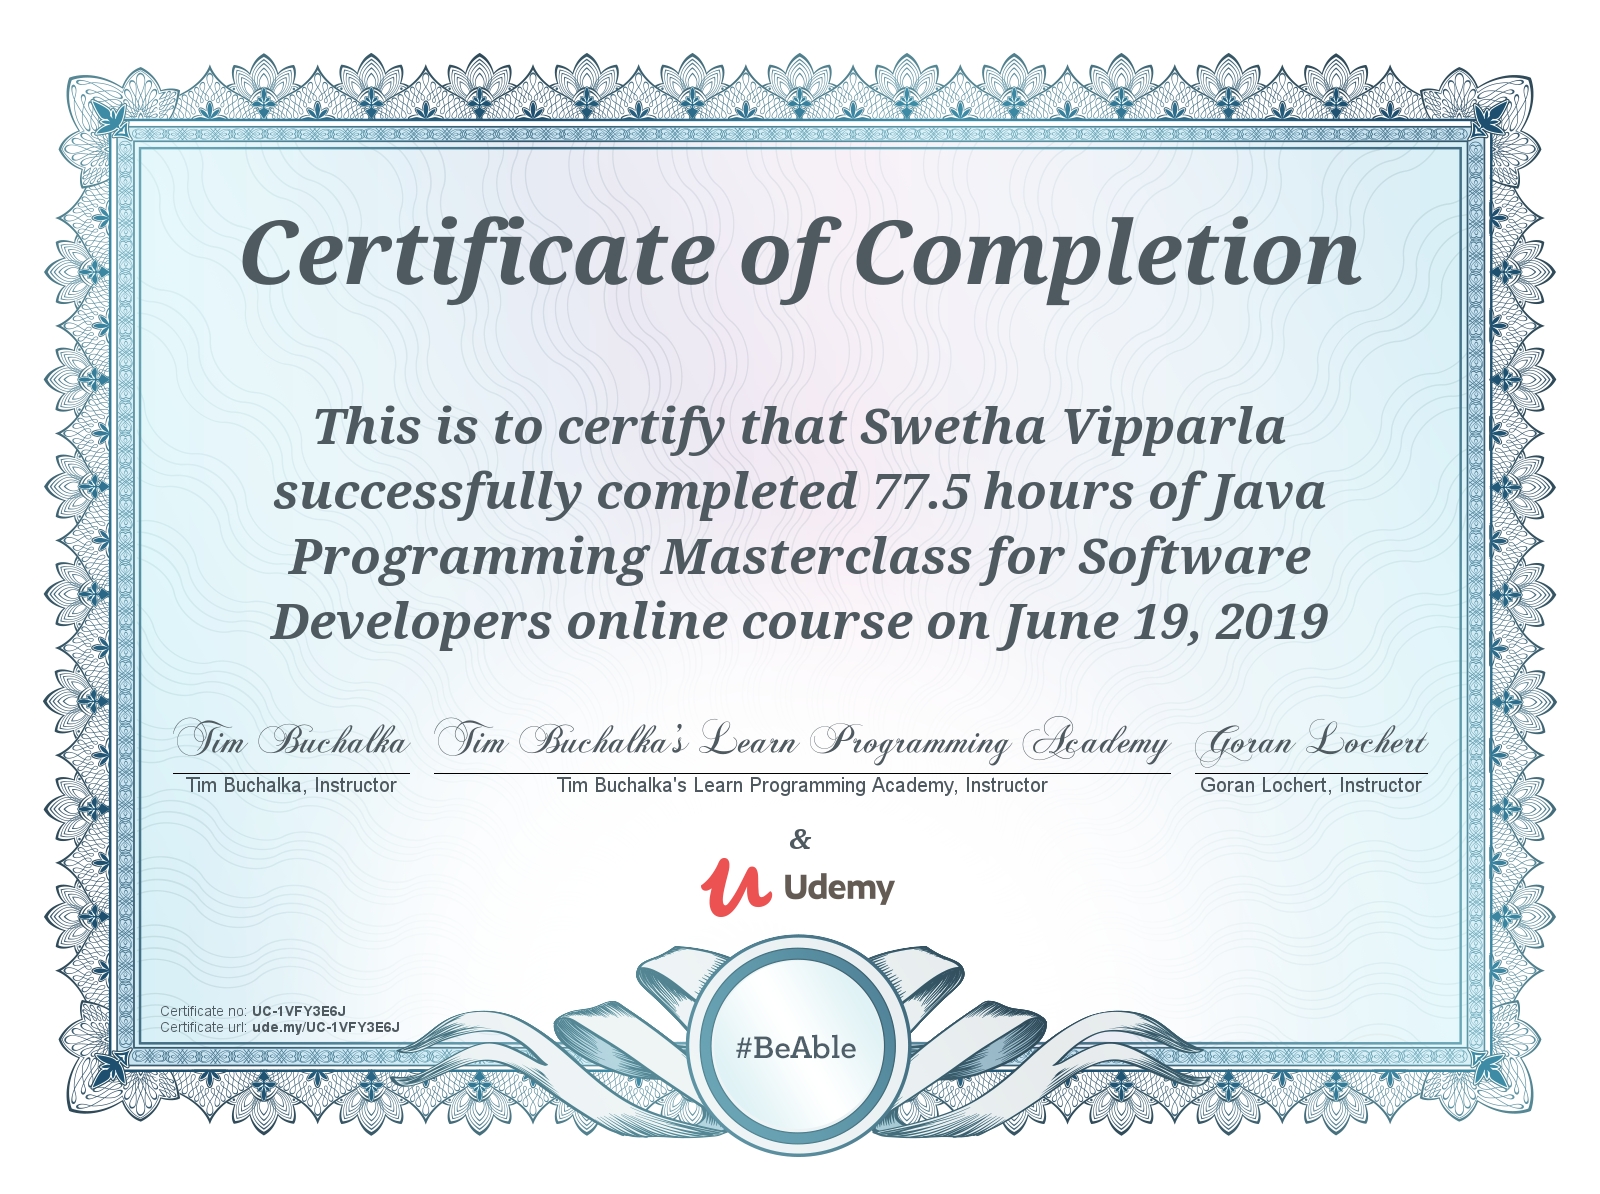 Certificate of Completion
This is to certify that Swetha Vipparla
successfully completed 77.5 hours of Java
Programming Masterclass for Software
Developers online course on June 19, 2019
Tim Buchalka Tim Buchalka's Learn Programming Academy Goran Lochert
Tim Buchalka, Instructor Tim Buchalka's Learn Programming Academy, Instructor Goran Lochert, Instructor
&
Udemy
Certificate no: UC-1VFY3E6J
Certificate url: ude.my/UC-1VFY3E6J
#BeAble